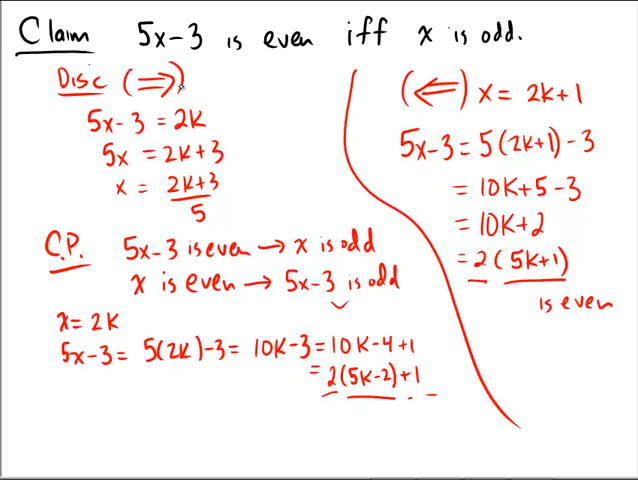 Claim 5x-3 is even iff x is odd.
Disc (⇒)
5x-3 = 2k
5x = 2k+3
x = 2k+3 / 5
C.P. 5x-3 is even → x is odd
x is even → 5x-3 is odd
x = 2k
5x-3 = 5(2k)-3 = 10k-3 = 10k-4+1
= 2(5k-2)+1
(⇐) x = 2k+1
5x-3 = 5(2k+1)-3
= 10k+5-3
= 10k+2
= 2(5k+1)
is even